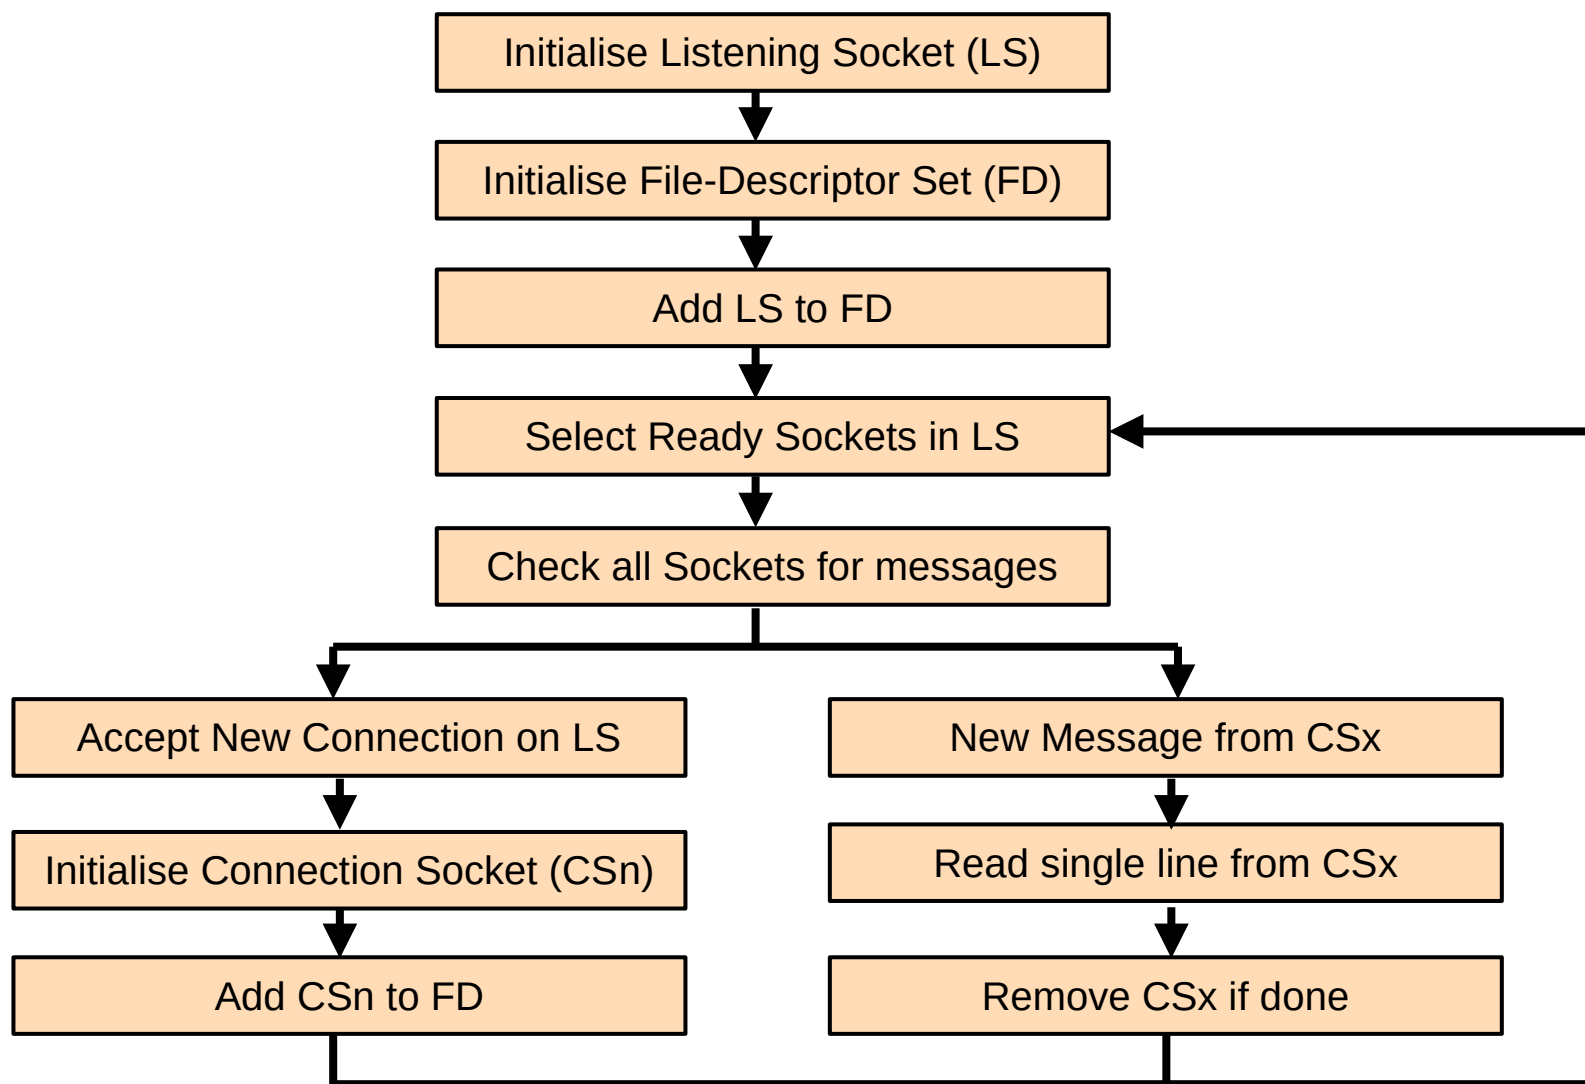 Initialise Listening Socket (LS)
Initialise File-Descriptor Set (FD)
Add LS to FD
Select Ready Sockets in LS
Check all Sockets for messages
Accept New Connection on LS
Initialise Connection Socket (CSn)
Add CSn to FD
New Message from CSx
Read single line from CSx
Remove CSx if done